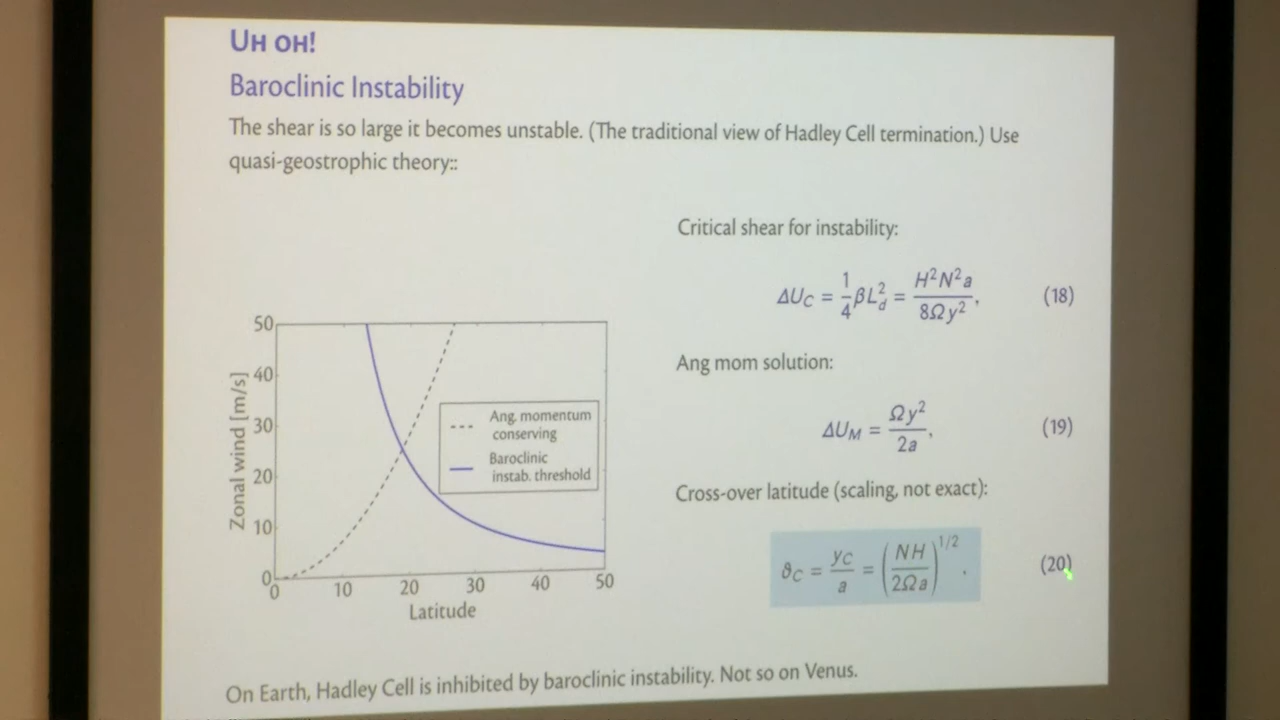 UH OH!
Baroclinic Instability
The shear is so large it becomes unstable. (The traditional view of Hadley Cell termination.) Use
quasi-geostrophic theory::
Critical shear for instability:
ΔU_C = 1/4 βL_d^2 = H^2N^2a / 8Ωy^2 , (18)
Ang mom solution:
ΔU_M = Ωy^2 / 2a , (19)
Cross-over latitude (scaling, not exact):
ϑ_C = y_C / a = (NH / 2Ωa)^1/2 . (20)
Zonal wind [m/s]
50
40
30
20
10
0
Ang. momentum
conserving
Baroclinic
instab. threshold
0 10 20 30 40 50
Latitude
On Earth, Hadley Cell is inhibited by baroclinic instability. Not so on Venus.